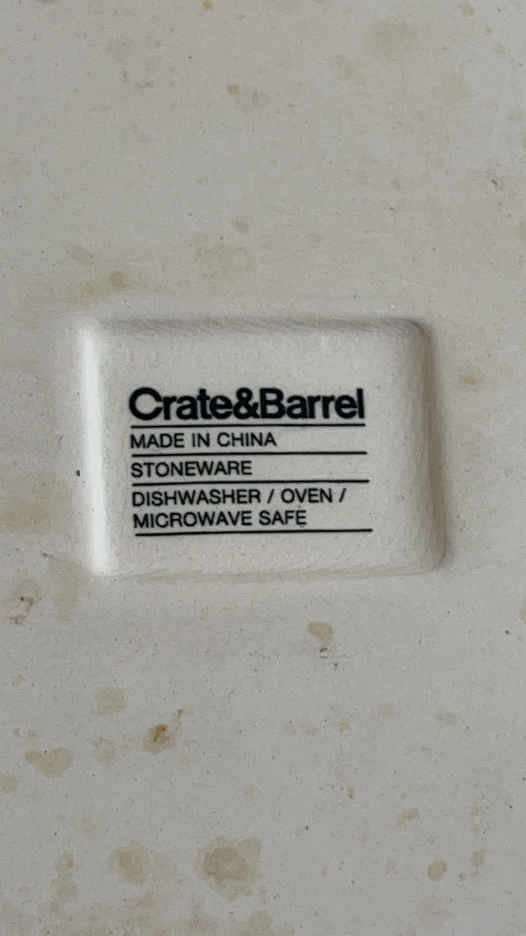 Crate&Barrel
MADE IN CHINA
STONEWARE
DISHWASHER / OVEN /
MICROWAVE SAFE